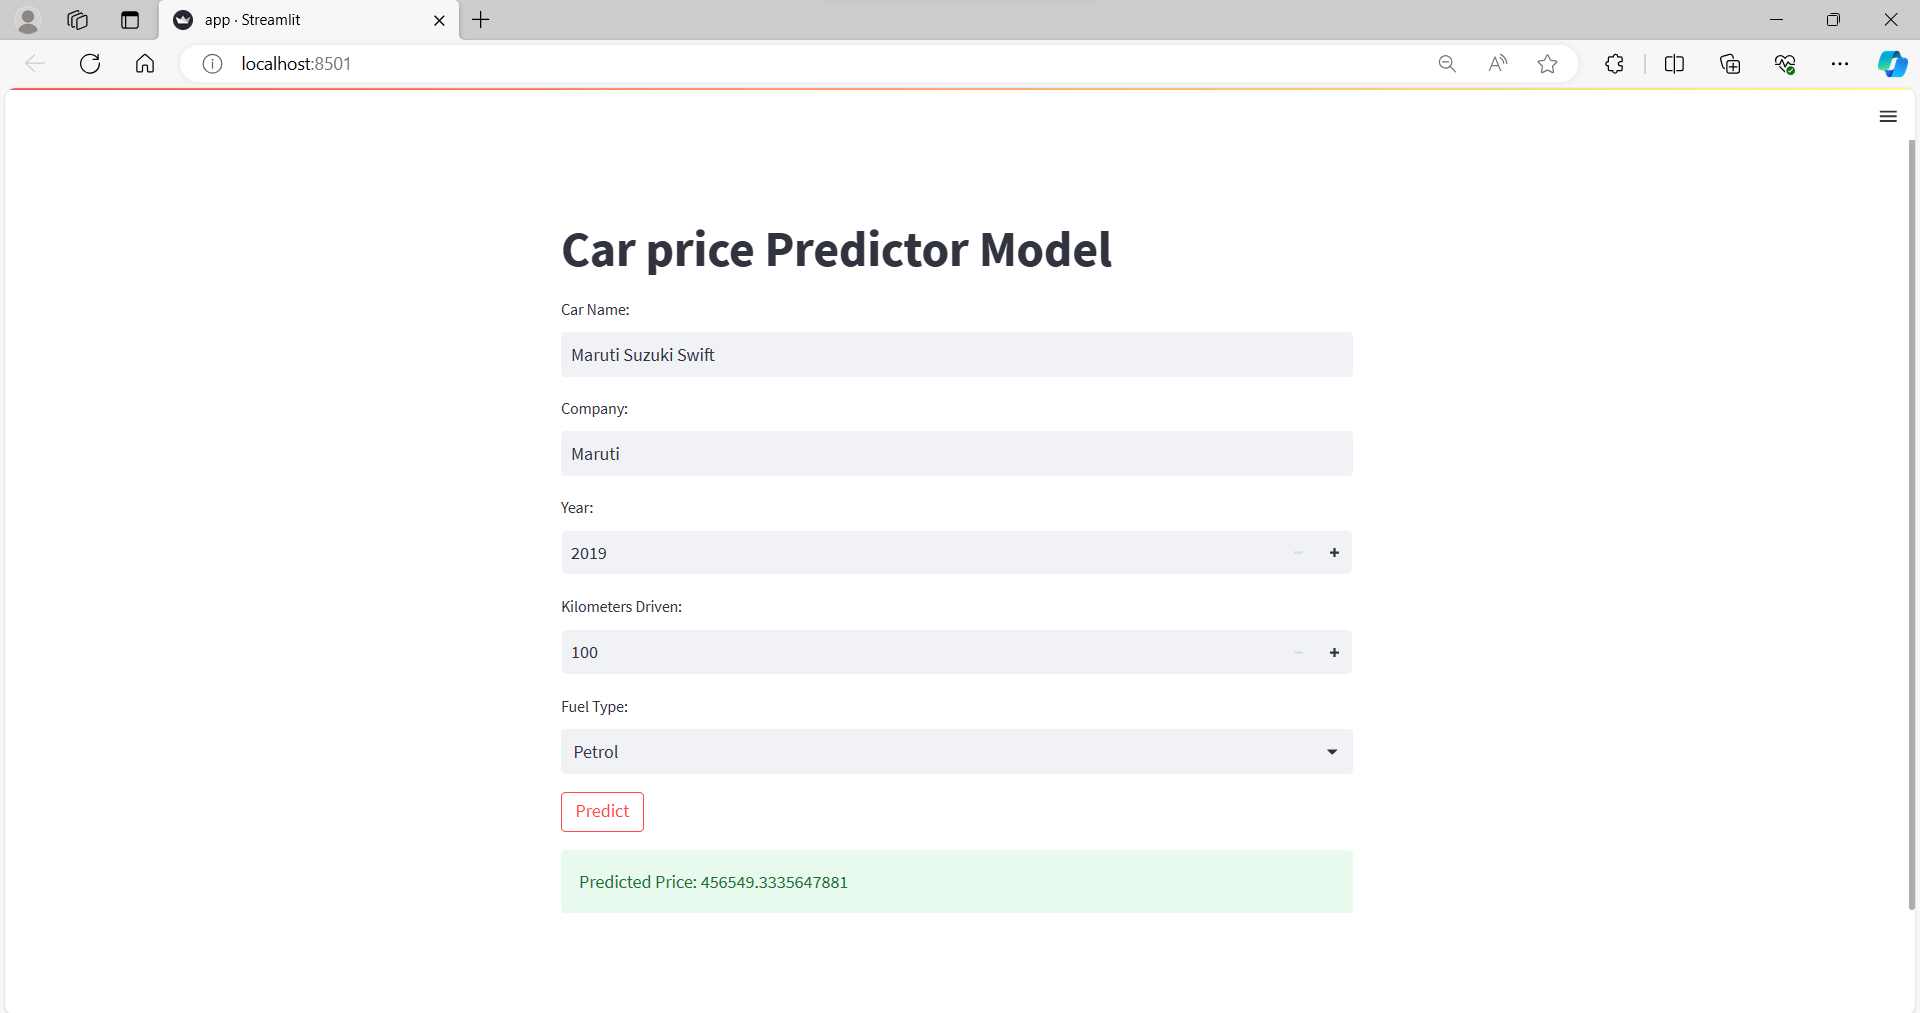 app · Streamlit
localhost:8501
Car price Predictor Model
Car Name:
Maruti Suzuki Swift
Company:
Maruti
Year:
2019
Kilometers Driven:
100
Fuel Type:
Petrol
Predict
Predicted Price: 456549.3335647881